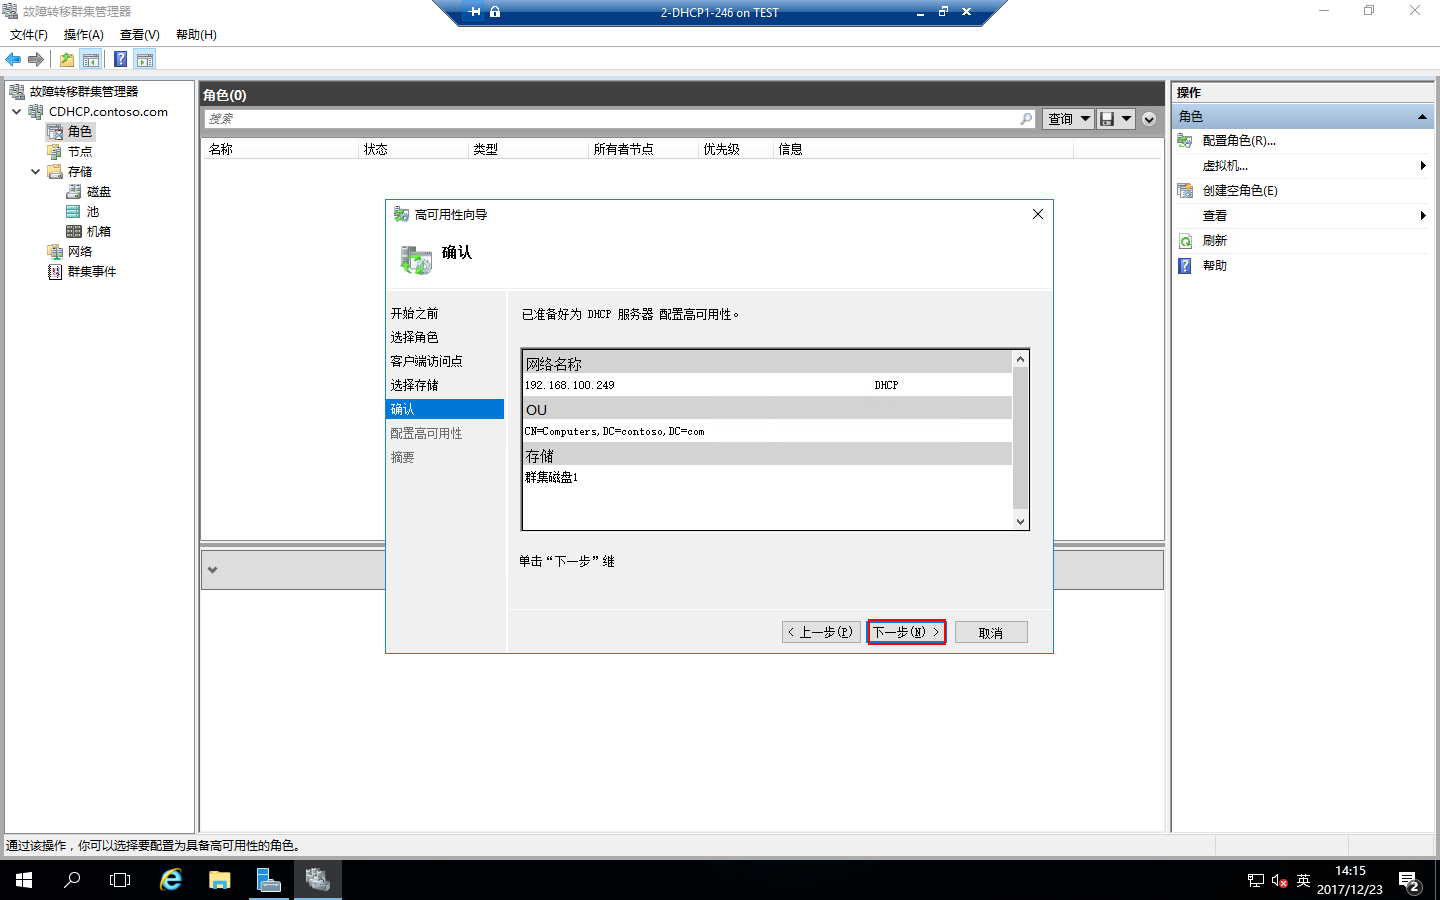 故障转移群集管理器
2-DHCP1-246 on TEST
文件(F) 操作(A) 查看(V) 帮助(H)
故障转移群集管理器
CDHCP.contoso.com
角色
节点
存储
磁盘
池
机箱
网络
群集事件
角色(0)
搜索
查询
名称 状态 类型 所有者节点 优先级 信息
高可用性向导
确认
开始之前
选择角色
客户端访问点
选择存储
确认
配置高可用性
摘要
已准备好为 DHCP 服务器 配置高可用性。
网络名称
192.168.100.249 DHCP
OU
CN=Computers,DC=contoso,DC=com
存储
群集磁盘1
单击“下一步”继
< 上一步(P) 下一步(N) > 取消
操作
角色
配置角色(R)...
虚拟机...
创建空角色(E)
查看
刷新
帮助
通过该操作，你可以选择要配置为具备高可用性的角色。
英
14:15
2017/12/23
2